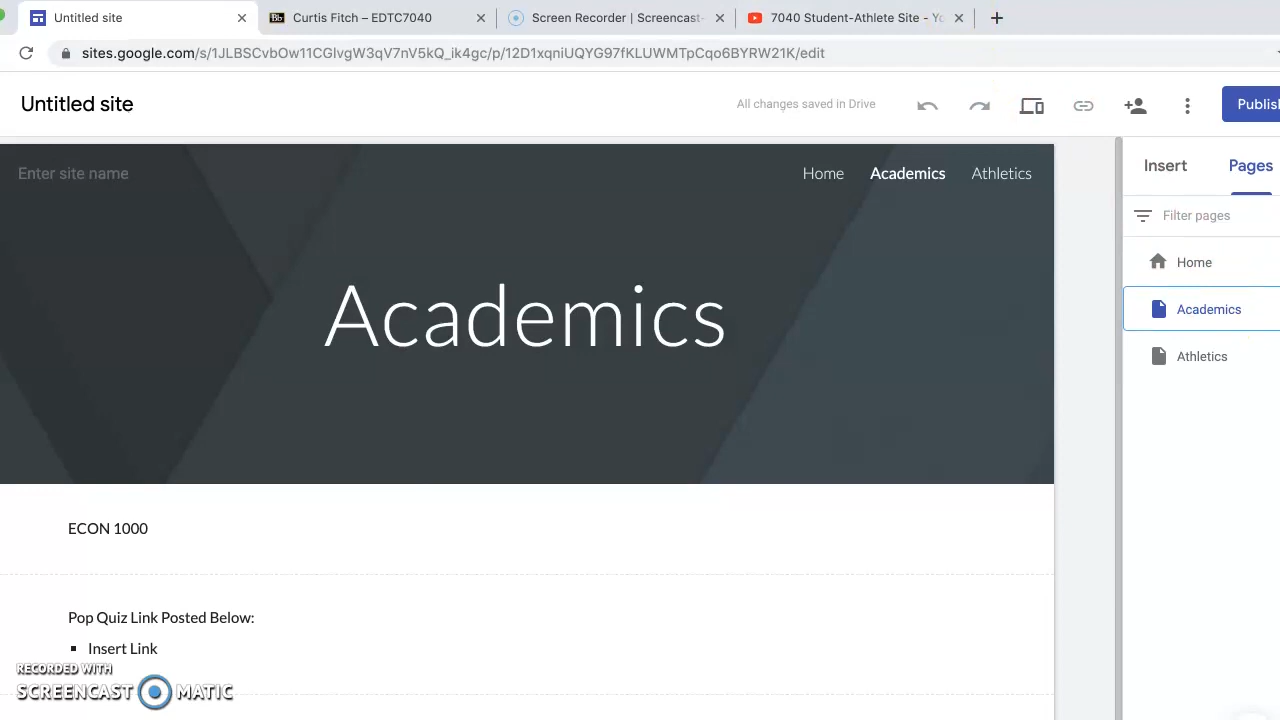 Untitled site
Bb Curtis Fitch – EDTC7040
Screen Recorder | Screencast-
7040 Student-Athlete Site - Yo
sites.google.com/s/1JLBSCvbOw11CGlvgW3qV7nV5kQ_ik4gc/p/12D1xqniUQYG97fKLUWMTpCqo6BYRW21K/edit
Untitled site
All changes saved in Drive
Publish
Enter site name
Home
Academics
Athletics
Insert
Pages
Filter pages
Home
Academics
Athletics
Academics
ECON 1000
Pop Quiz Link Posted Below:
Insert Link
RECORDED WITH
SCREENCAST MATIC